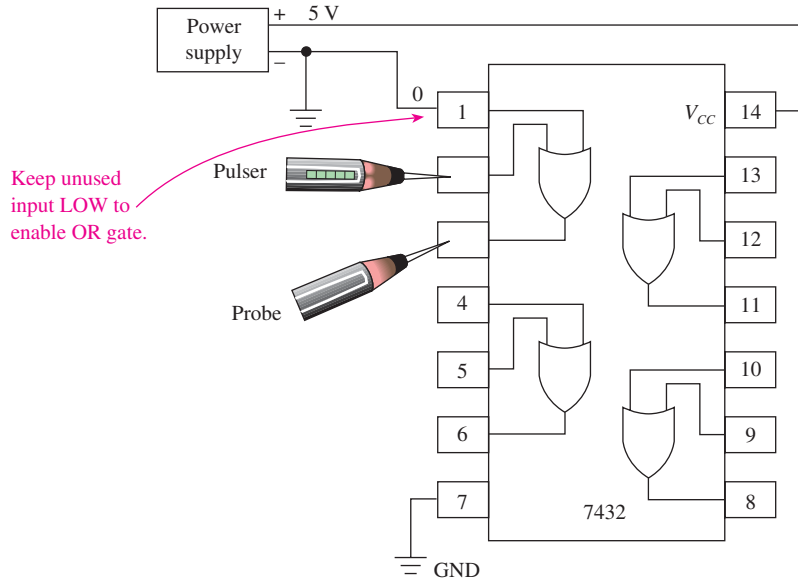 Power
supply
+
5 V
−
0
1
V_CC
14
Pulser
13
Keep unused
input LOW to
enable OR gate.
12
Probe
4
11
5
10
6
9
7
7432
8
GND